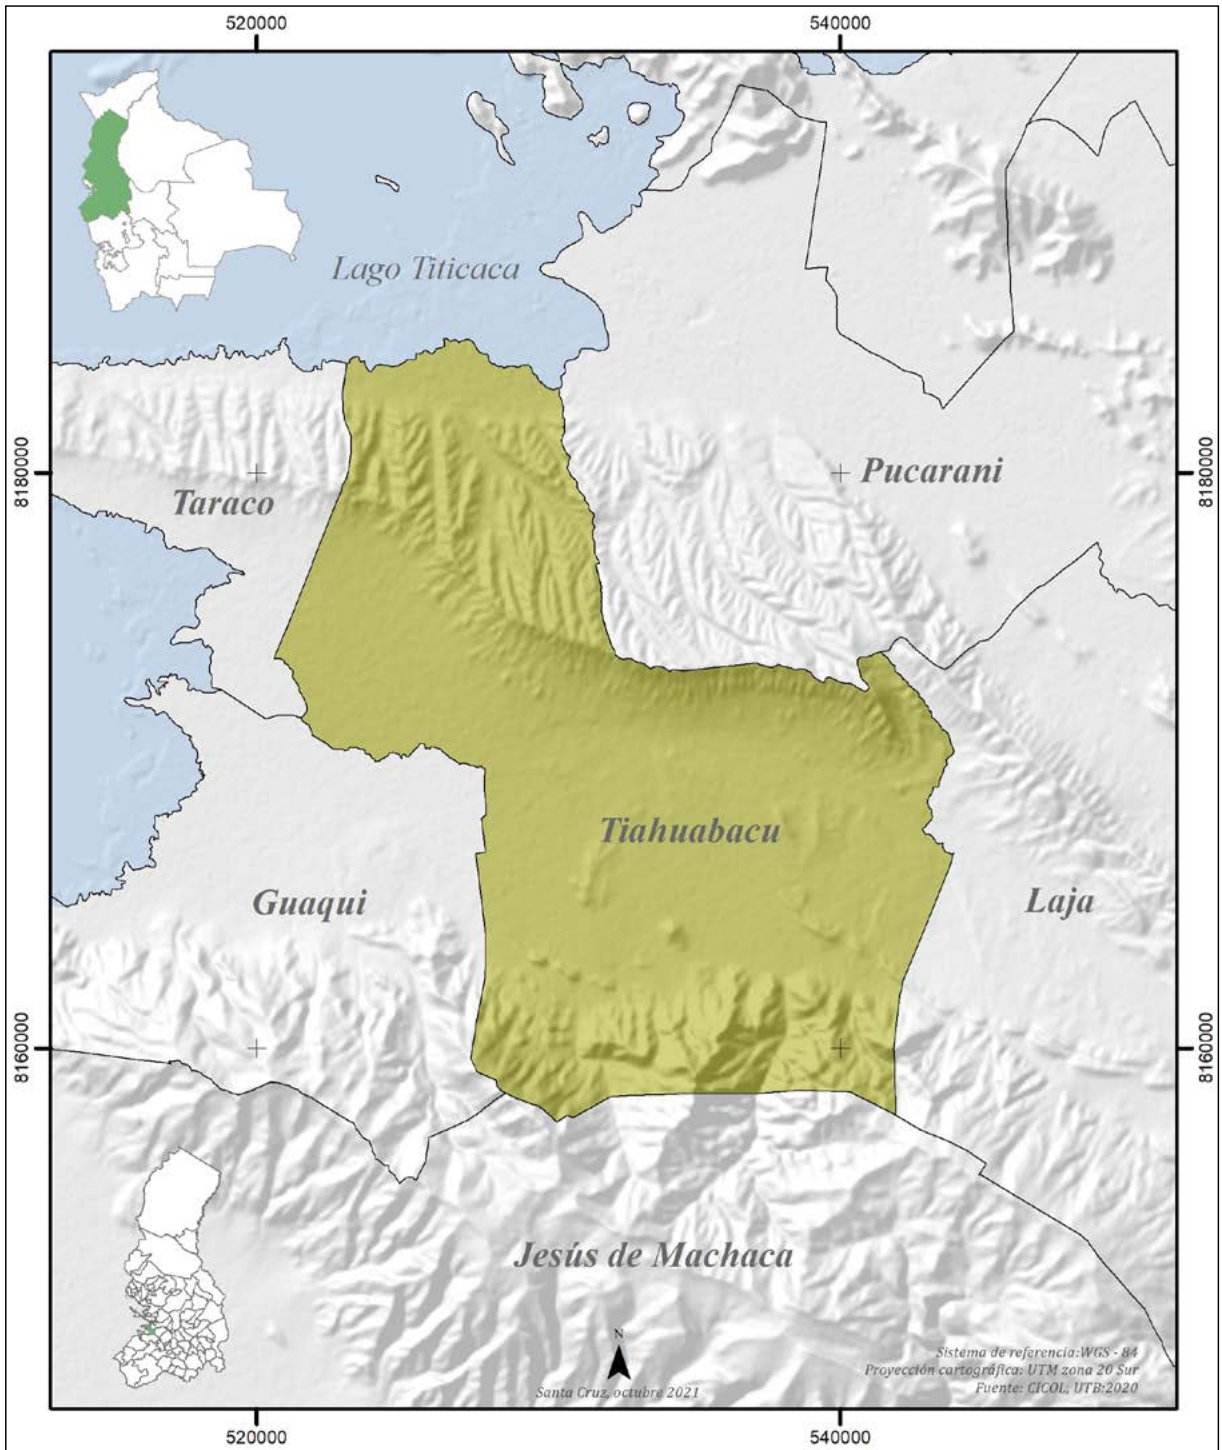 520000
540000
Lago Titicaca
8180000
8180000
Pucarani
Taraco
Tiahuabacu
Guaqui
Laja
8160000
8160000
Jesús de Machaca
N
Santa Cruz, octubre 2021
Sistema de referencia:WGS - 84
Proyección cartográfica: UTM zona 20 Sur
Fuente: CICOL, UTB:2020
520000
540000